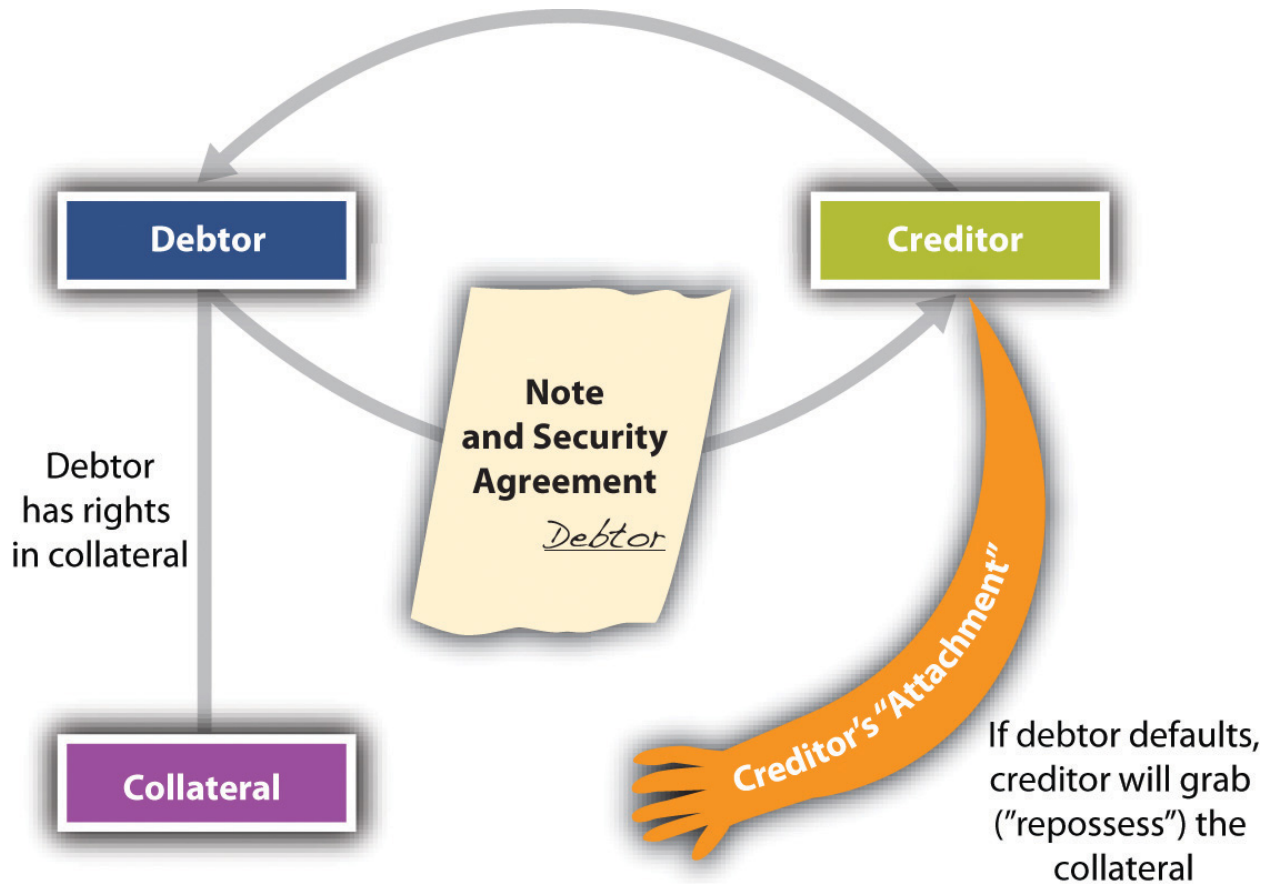 Debtor
Creditor
Note
and Security
Agreement
Debtor
Debtor
has rights
in collateral
Collateral
Creditor's "Attachment"
If debtor defaults,
creditor will grab
("repossess") the
collateral